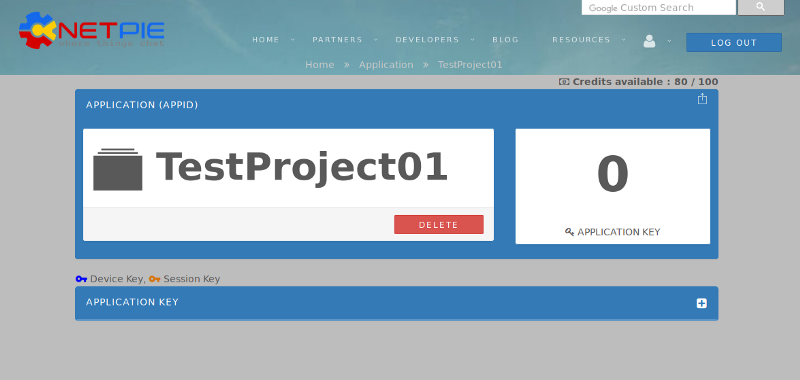 Google Custom Search
NETPIE
HOME PARTNERS DEVELOPERS BLOG RESOURCES LOG OUT
Home » Application » TestProject01
Credits available : 80 / 100
APPLICATION (APPID)
TestProject01
0
DELETE
APPLICATION KEY
Device Key, Session Key
APPLICATION KEY